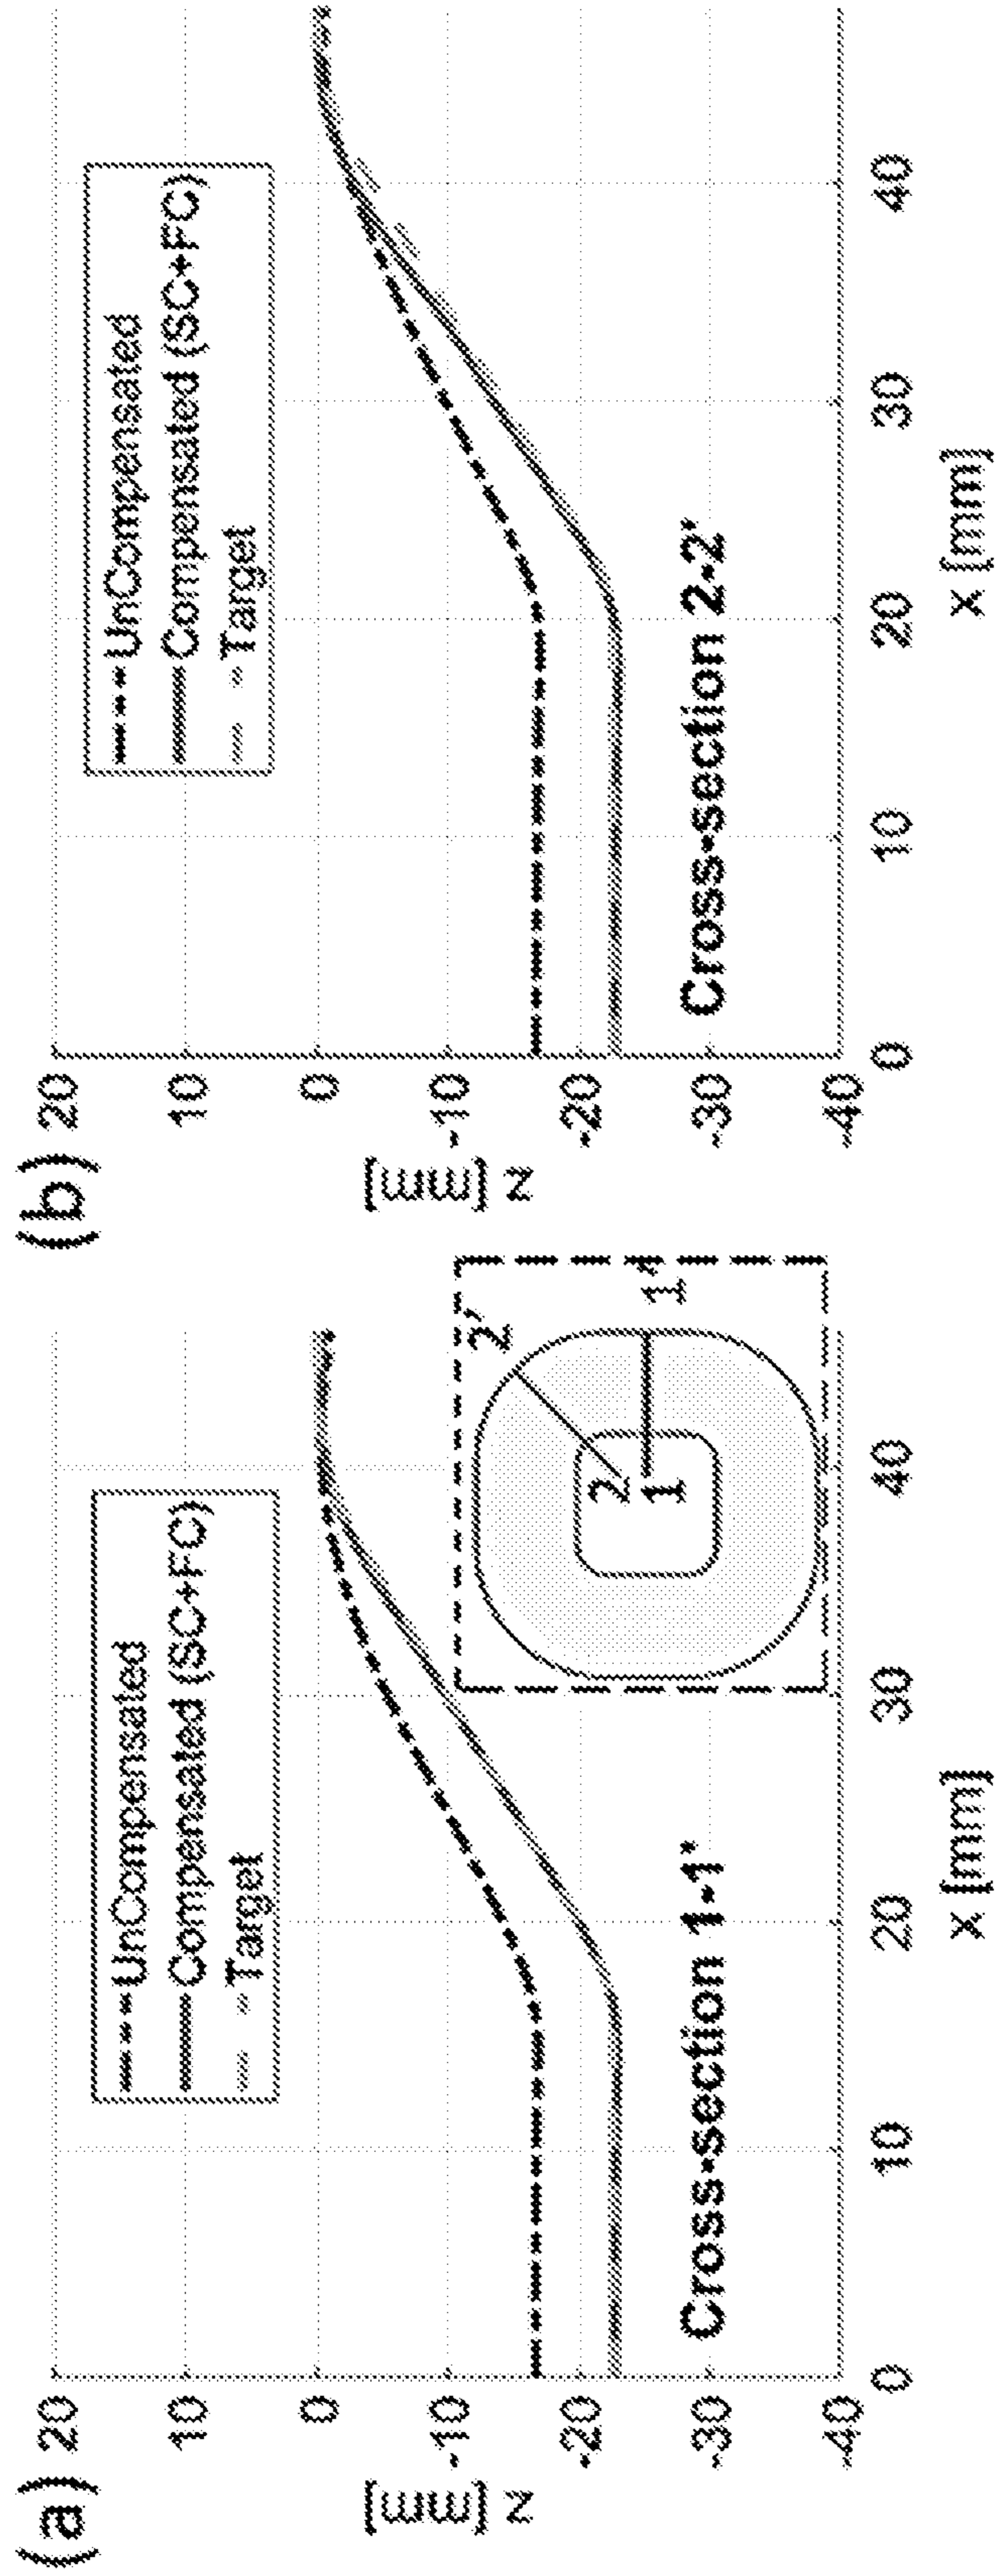 (a)
20
10
0
-10
-20
-30
-40
z [mm]
UnCompensated
Compensated (SC+FC)
Target
Cross-section 1-1'
2'
2
1
1'
0
10
20
30
40
x [mm]
(b)
20
10
0
-10
-20
-30
-40
z [mm]
UnCompensated
Compensated (SC+FC)
Target
Cross-section 2-2'
0
10
20
30
40
x [mm]